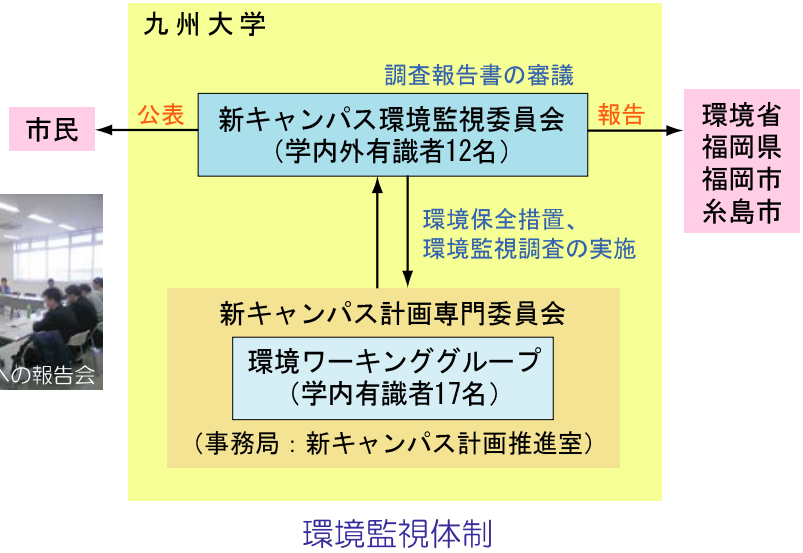 九州大学
調査報告書の審議
公表
新キャンパス環境監視委員会
(学内外有識者12名)
報告
市民
環境省
福岡県
福岡市
糸島市
環境保全措置、
環境監視調査の実施
新キャンパス計画専門委員会
環境ワーキンググループ
(学内有識者17名)
への報告会
(事務局：新キャンパス計画推進室)
環境監視体制